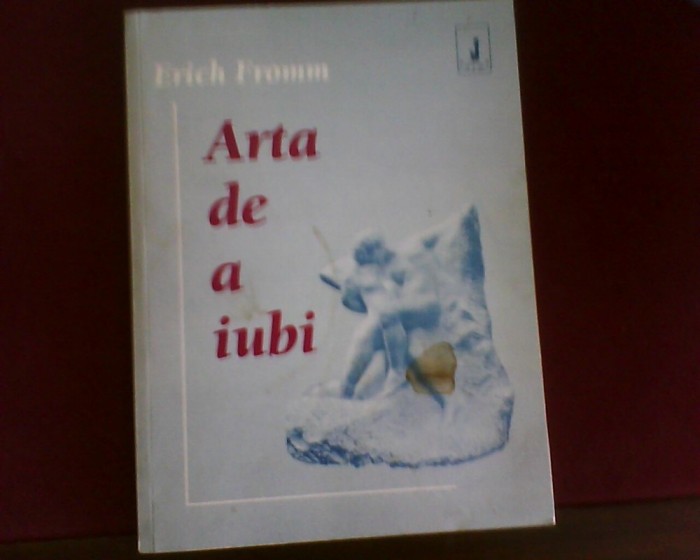 Erich Fromm
Arta
de
a
iubi